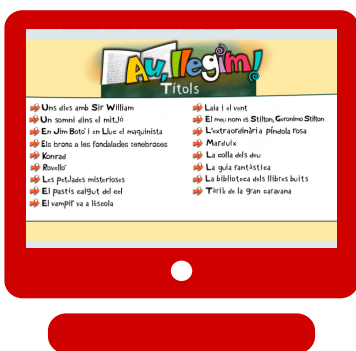 Au, llegim!
Títols
Uns dies amb Sir William
Un somni dins el mitjó
En Jim Botó i en Lluc el maquinista
Els brons a les fondalades tenebroses
Konrad
Rovelló
Les petjades misterioses
El pastís caigut del cel
El vampir va a l'escola
Laia i el vent
El meu nom és Stilton, Geronimo Stilton
L'extraordinària píndola rosa
Marduix
La colla dels deu
La guia fantàstica
La biblioteca dels llibres buits
Tàrik de la gran caravana